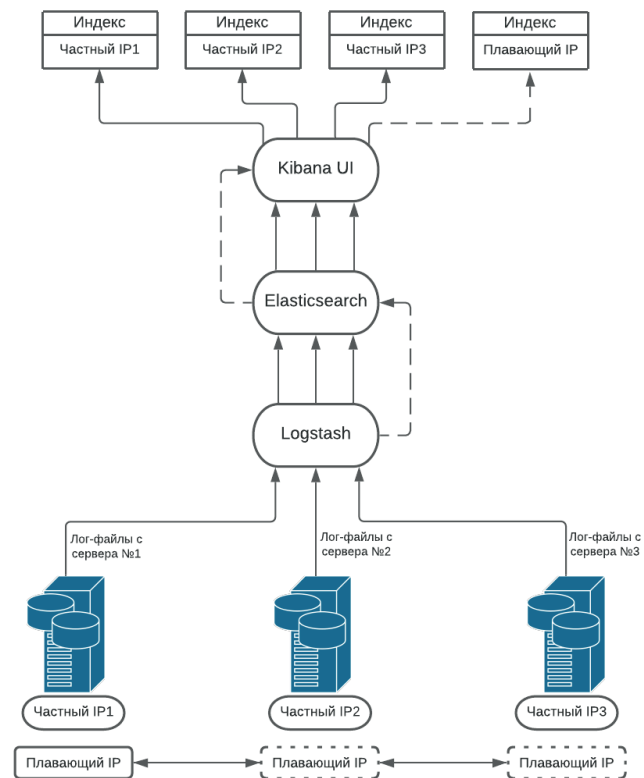 Индекс
Частный IP1
Индекс
Частный IP2
Индекс
Частный IP3
Индекс
Плавающий IP
Kibana UI
Elasticsearch
Logstash
Лог-файлы с
сервера №1
Лог-файлы с
сервера №2
Лог-файлы с
сервера №3
Частный IP1
Частный IP2
Частный IP3
Плавающий IP
Плавающий IP
Плавающий IP